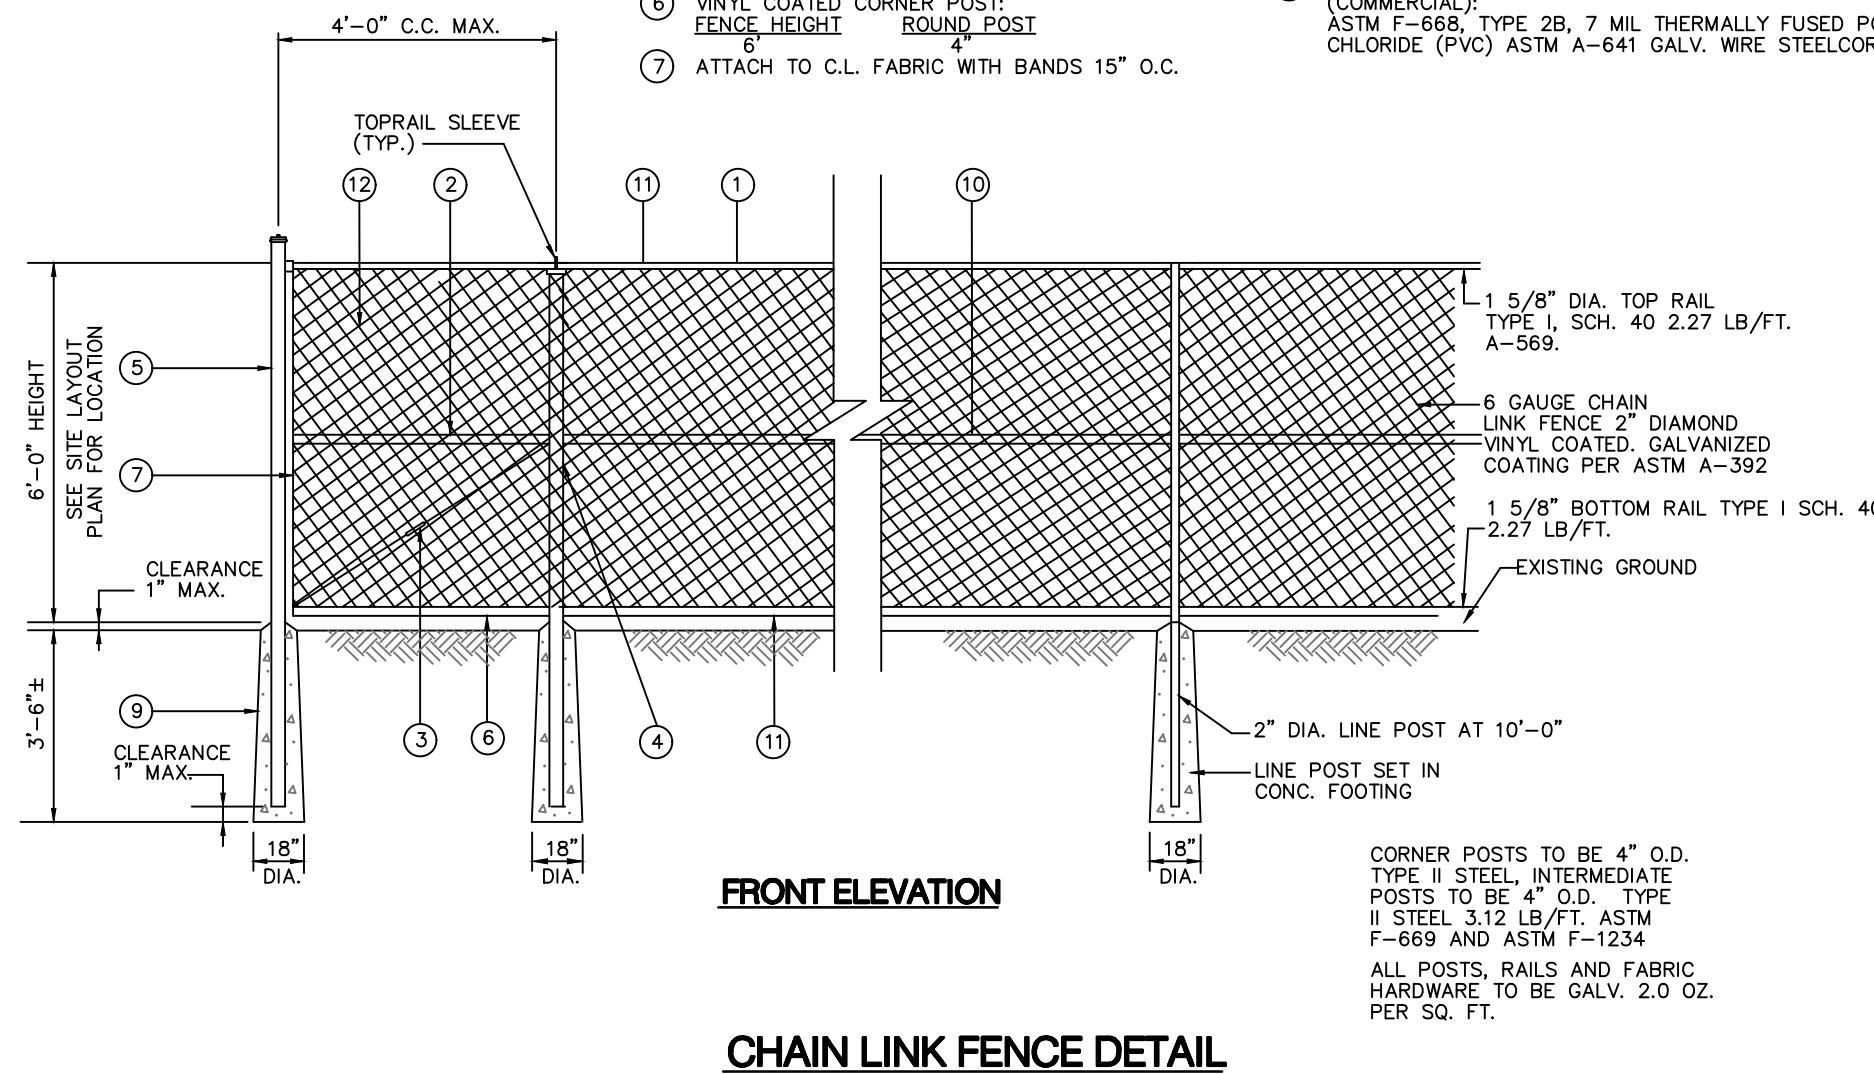 6 VINYL COATED CORNER POST:
FENCE HEIGHT ROUND POST
6' 4"
7 ATTACH TO C.L. FABRIC WITH BANDS 15" O.C.
(COMMERCIAL):
ASTM F-668, TYPE 2B, 7 MIL THERMALLY FUSED PO
CHLORIDE (PVC) ASTM A-641 GALV. WIRE STEELCOR
4'-0" C.C. MAX.
TOPRAIL SLEEVE
(TYP.)
12
2
11
1
10
5
7
6'-0" HEIGHT
SEE SITE LAYOUT
PLAN FOR LOCATION
1 5/8" DIA. TOP RAIL
TYPE I, SCH. 40 2.27 LB/FT.
A-569.
6 GAUGE CHAIN
LINK FENCE 2" DIAMOND
VINYL COATED. GALVANIZED
COATING PER ASTM A-392
1 5/8" BOTTOM RAIL TYPE I SCH. 40
2.27 LB/FT.
EXISTING GROUND
CLEARANCE
1" MAX.
3'-6"±
9
CLEARANCE
1" MAX.
3
6
4
11
2" DIA. LINE POST AT 10'-0"
LINE POST SET IN
CONC. FOOTING
18"
DIA.
18"
DIA.
18"
DIA.
FRONT ELEVATION
CORNER POSTS TO BE 4" O.D.
TYPE II STEEL, INTERMEDIATE
POSTS TO BE 4" O.D. TYPE
II STEEL 3.12 LB/FT. ASTM
F-669 AND ASTM F-1234
ALL POSTS, RAILS AND FABRIC
HARDWARE TO BE GALV. 2.0 OZ.
PER SQ. FT.
CHAIN LINK FENCE DETAIL